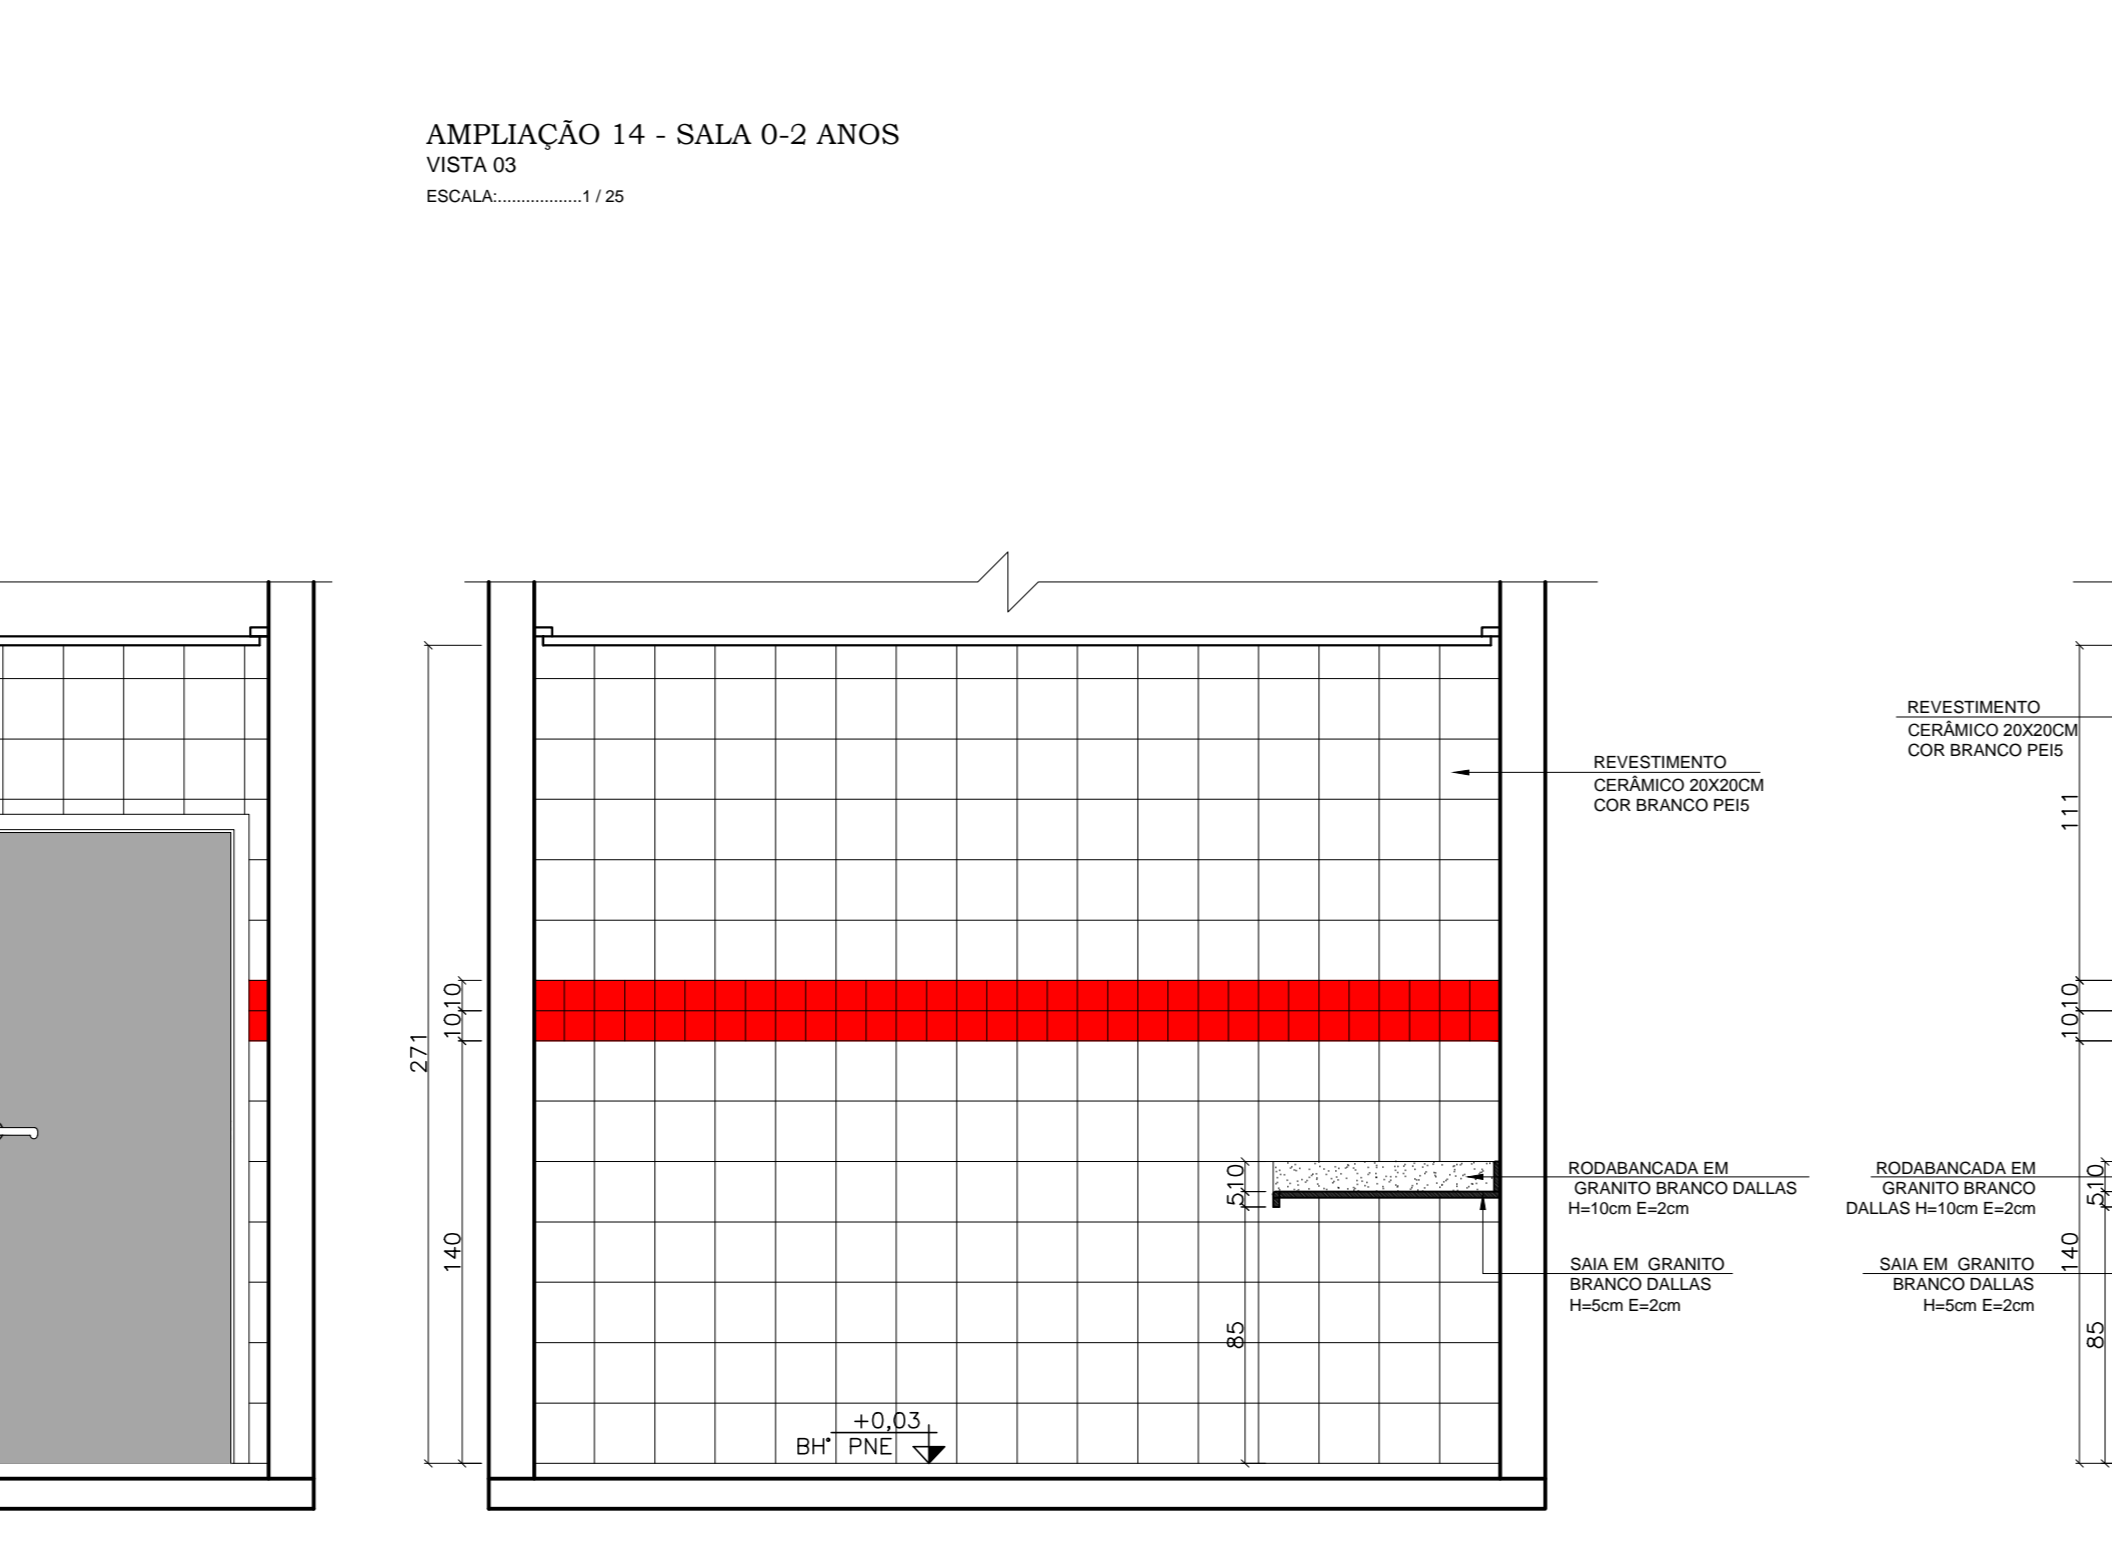 AMPLIAÇÃO 14 - SALA 0-2 ANOS
VISTA 03
ESCALA:..................1 / 25
REVESTIMENTO
CERÂMICO 20X20CM
COR BRANCO PEI5
REVESTIMENTO
CERÂMICO 20X20CM
COR BRANCO PEI5
111
10
10
271
140
10
5
85
RODABANCADA EM
GRANITO BRANCO DALLAS
H=10cm E=2cm
SAIA EM GRANITO
BRANCO DALLAS
H=5cm E=2cm
+0,03
BH° PNE
RODABANCADA EM
GRANITO BRANCO
DALLAS H=10cm E=2cm
SAIA EM GRANITO
BRANCO DALLAS
H=5cm E=2cm
10
10
140
10
5
85